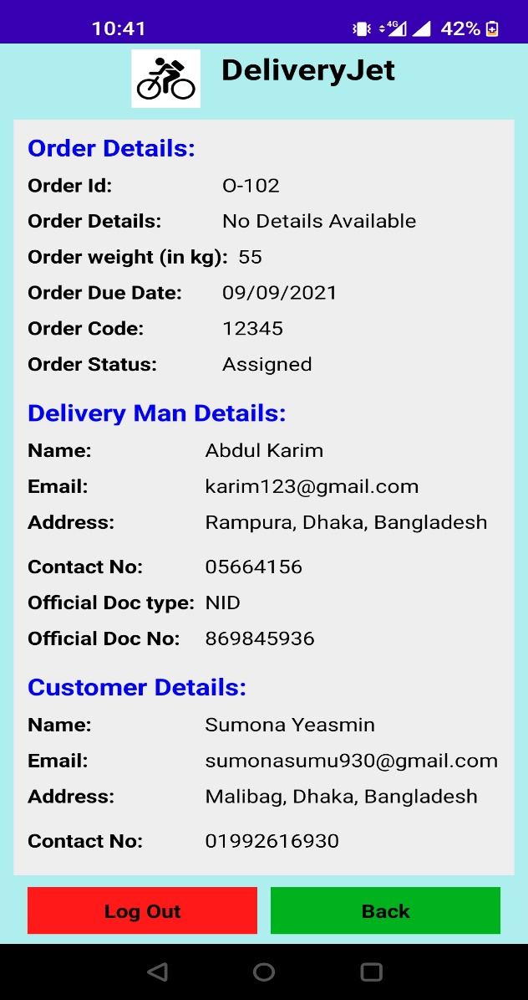 10:41 4G 42%
DeliveryJet
Order Details:
Order Id: O-102
Order Details: No Details Available
Order weight (in kg): 55
Order Due Date: 09/09/2021
Order Code: 12345
Order Status: Assigned
Delivery Man Details:
Name: Abdul Karim
Email: karim123@gmail.com
Address: Rampura, Dhaka, Bangladesh
Contact No: 05664156
Official Doc type: NID
Official Doc No: 869845936
Customer Details:
Name: Sumona Yeasmin
Email: sumonasumu930@gmail.com
Address: Malibag, Dhaka, Bangladesh
Contact No: 01992616930
Log Out Back